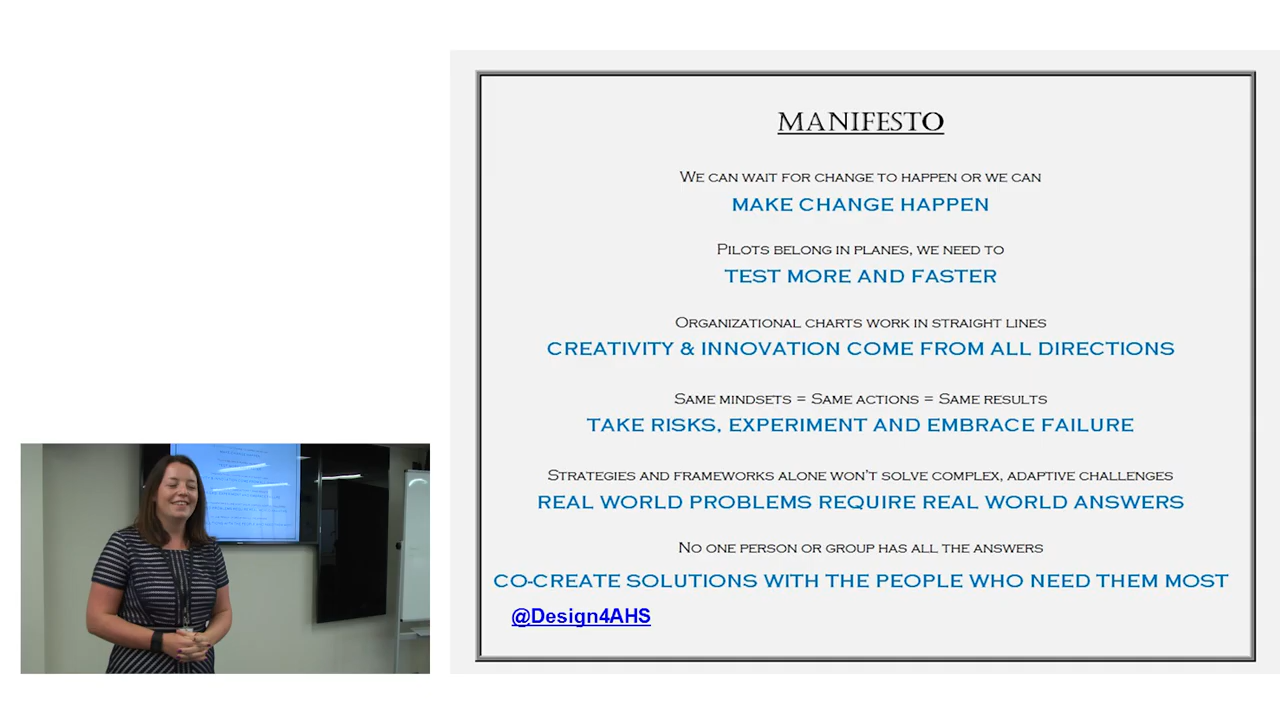 MANIFESTO
WE CAN WAIT FOR CHANGE TO HAPPEN OR WE CAN
MAKE CHANGE HAPPEN
PILOTS BELONG IN PLANES, WE NEED TO
TEST MORE AND FASTER
ORGANIZATIONAL CHARTS WORK IN STRAIGHT LINES
CREATIVITY & INNOVATION COME FROM ALL DIRECTIONS
SAME MINDSETS = SAME ACTIONS = SAME RESULTS
TAKE RISKS, EXPERIMENT AND EMBRACE FAILURE
STRATEGIES AND FRAMEWORKS ALONE WON'T SOLVE COMPLEX, ADAPTIVE CHALLENGES
REAL WORLD PROBLEMS REQUIRE REAL WORLD ANSWERS
NO ONE PERSON OR GROUP HAS ALL THE ANSWERS
CO-CREATE SOLUTIONS WITH THE PEOPLE WHO NEED THEM MOST
@Design4AHS